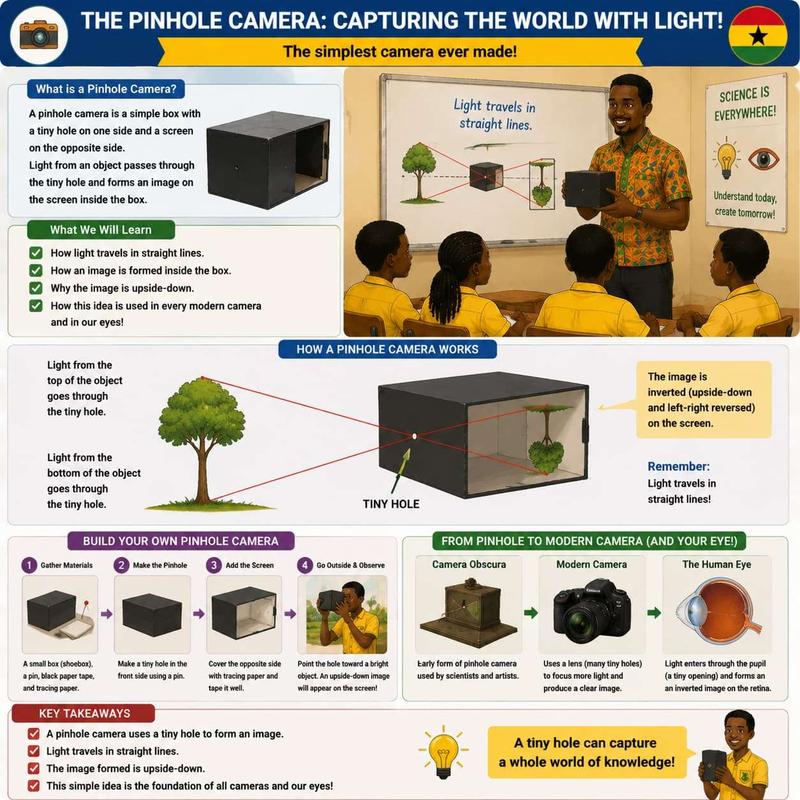 THE PINHOLE CAMERA: CAPTURING THE WORLD WITH LIGHT!
The simplest camera ever made!
What is a Pinhole Camera?
A pinhole camera is a simple box with
a tiny hole on one side and a screen
on the opposite side.
Light from an object passes through
the tiny hole and forms an image on
the screen inside the box.
What We Will Learn
How light travels in straight lines.
How an image is formed inside the box.
Why the image is upside-down.
How this idea is used in every modern camera
and in our eyes!
Light travels in
straight lines.
SCIENCE IS
EVERYWHERE!
Understand today,
create tomorrow!
HOW A PINHOLE CAMERA WORKS
Light from the
top of the object
goes through
the tiny hole.
Light from the
bottom of the object
goes through
the tiny hole.
TINY HOLE
The image is
inverted (upside-down
and left-right reversed)
on the screen.
Remember:
Light travels in
straight lines!
BUILD YOUR OWN PINHOLE CAMERA
1 Gather Materials
A small box (shoebox),
a pin, black paper tape,
and tracing paper.
2 Make the Pinhole
Make a tiny hole in the
front side using a pin.
3 Add the Screen
Cover the opposite side
with tracing paper and
tape it well.
4 Go Outside & Observe
Point the hole toward a bright
object. An upside-down image
will appear on the screen!
FROM PINHOLE TO MODERN CAMERA (AND YOUR EYE!)
Camera Obscura
Early form of pinhole camera
used by scientists and artists.
Modern Camera
Uses a lens (many tiny holes)
to focus more light and
produce a clear image.
The Human Eye
Light enters through the pupil
(a tiny opening) and forms an
an inverted image on the retina.
KEY TAKEAWAYS
A pinhole camera uses a tiny hole to form an image.
Light travels in straight lines.
The image formed is upside-down.
This simple idea is the foundation of all cameras and our eyes!
A tiny hole can capture
a whole world of knowledge!